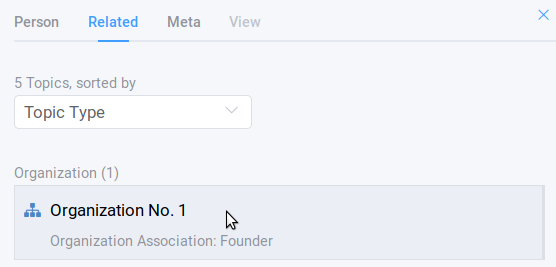 Person Related Meta View
5 Topics, sorted by
Topic Type
Organization (1)
Organization No. 1
Organization Association: Founder